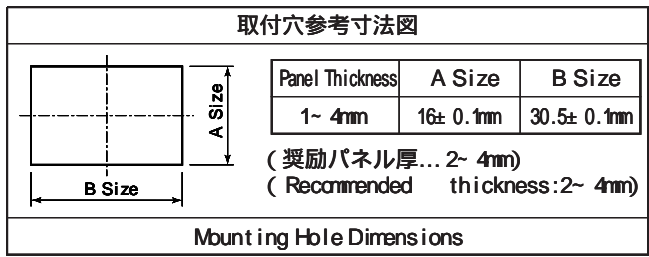 取付穴参考寸法図
A Size
B Size
Panel Thickness A Size B Size
1~ 4mm 16± 0.1mm 30.5± 0.1mm
( 奨励パネル厚... 2~ 4mm)
( Recommended thickness:2~ 4mm)
Mounting Hole Dimensions